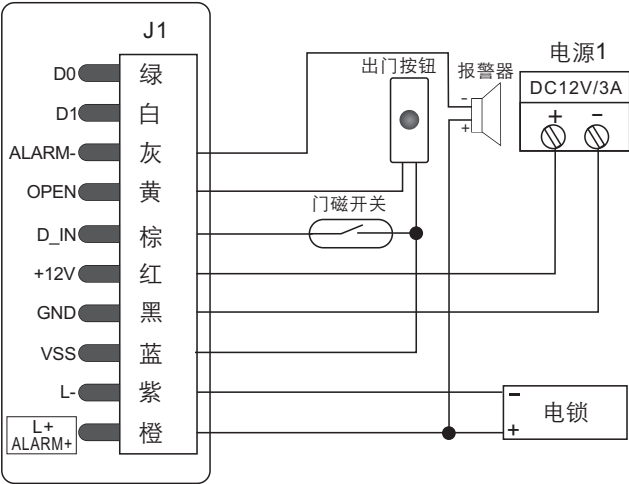 J1
D0 绿
D1 白
ALARM- 灰
OPEN 黄
D_IN 棕
+12V 红
GND 黑
VSS 蓝
L- 紫
L+
ALARM+
橙
出门按钮
报警器
-
+
门磁开关
电源1
DC12V/3A
+ -
-
电锁
+